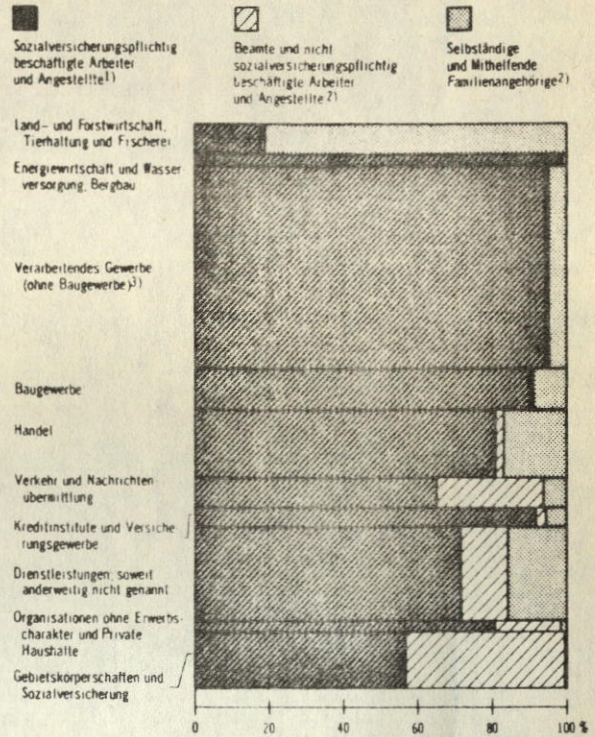 Sozialversicherungspflichtig
beschäftigte Arbeiter
und Angestellte1)
Beamte und nicht
sozialversicherungspflichtig
beschäftigte Arbeiter
und Angestellte2)
Selbständige
und Mithelfende
Familienangehörige2)
Land- und Forstwirtschaft,
Tierhaltung und Fischerei
Energiewirtschaft und Wasser
versorgung, Bergbau
Verarbeitendes Gewerbe
(ohne Baugewerbe)3)
Baugewerbe
Handel
Verkehr und Nachrichten
übermittlung
Kreditinstitute und Versiche
rungsgewerbe
Dienstleistungen, soweit
anderweitig nicht genannt
Organisationen ohne Erwerbs-
charakter und Private
Haushalte
Gebietskörperschaften und
Sozialversicherung
0 20 40 60 80 100 %